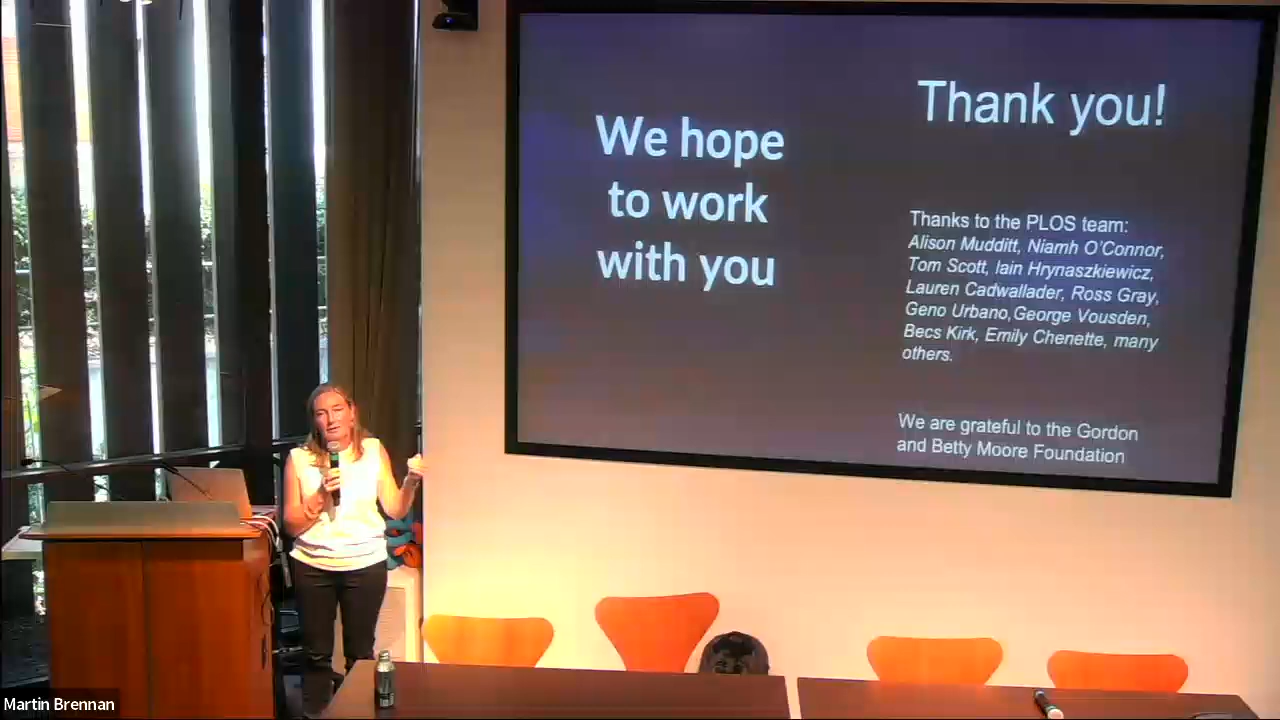 We hope
to work
with you
Thank you!
Thanks to the PLOS team:
Alison Mudditt, Niamh O'Connor,
Tom Scott, Iain Hrynaszkiewicz,
Lauren Cadwallader, Ross Gray,
Geno Urbano,George Vousden,
Becs Kirk, Emily Chenette, many
others.
We are grateful to the Gordon
and Betty Moore Foundation
Martin Brennan